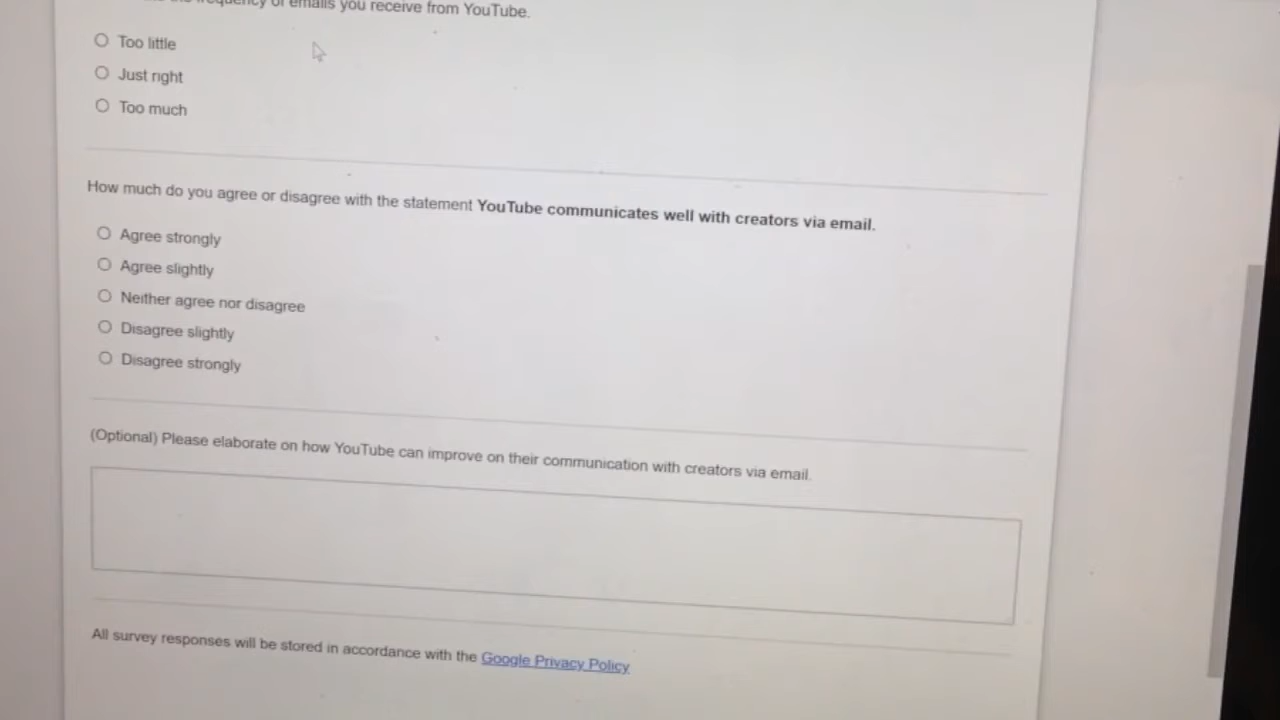 of emails you receive from YouTube.
Too little
Just right
Too much
How much do you agree or disagree with the statement YouTube communicates well with creators via email.
Agree strongly
Agree slightly
Neither agree nor disagree
Disagree slightly
Disagree strongly
(Optional) Please elaborate on how YouTube can improve on their communication with creators via email.
All survey responses will be stored in accordance with the Google Privacy Policy